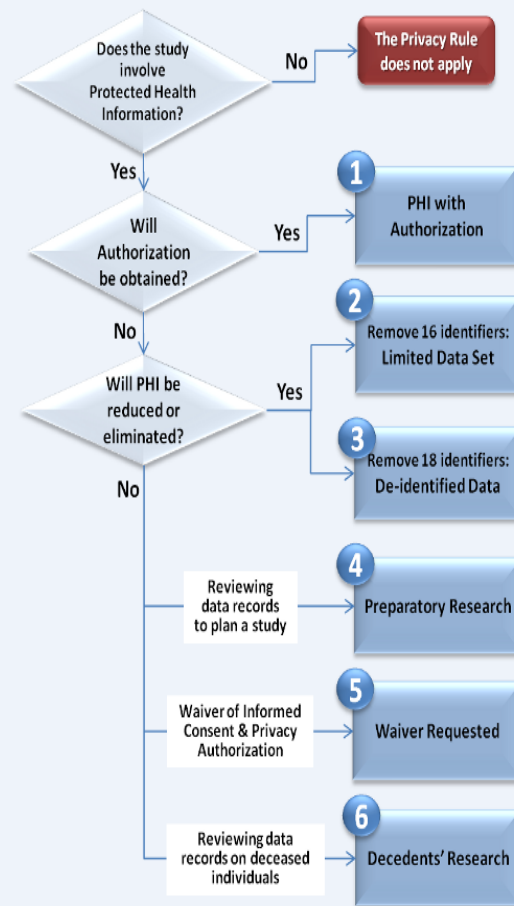 Does the study
involve
Protected Health
Information?
No
The Privacy Rule
does not apply
Yes
1
PHI with
Authorization
Will
Authorization
be obtained?
Yes
No
2
Remove 16 identifiers:
Limited Data Set
Will PHI be
reduced or
eliminated?
Yes
3
Remove 18 identifiers:
De-identified Data
No
4
Reviewing
data records
to plan a study
Preparatory Research
5
Waiver of Informed
Consent & Privacy
Authorization
Waiver Requested
6
Reviewing data
records on deceased
individuals
Decedents' Research